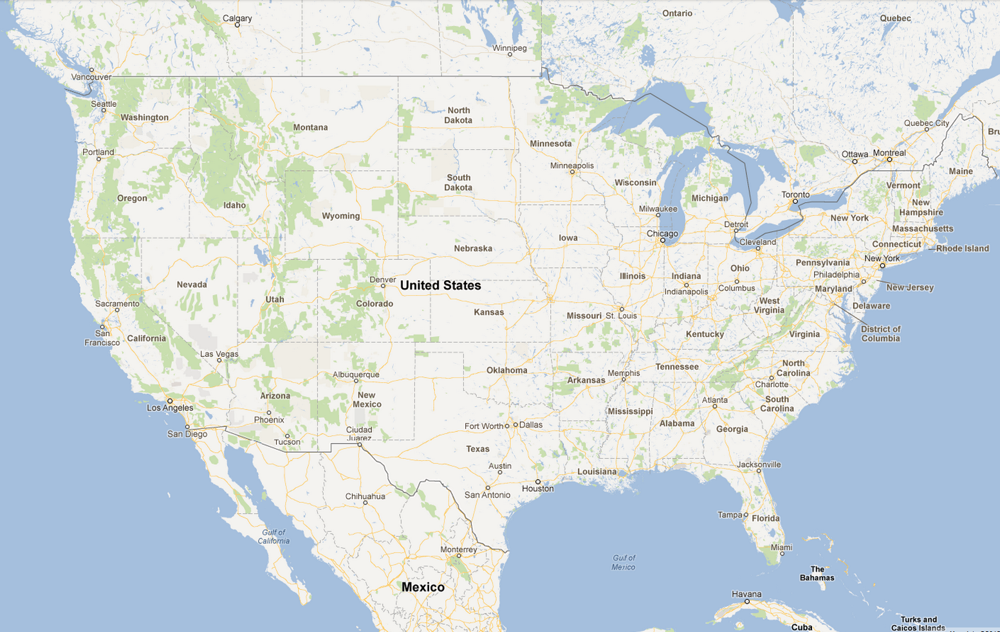 Calgary
Ontario
Quebec
Winnipeg
Vancouver
Seattle
Washington
Montana
North
Dakota
Minnesota
Quebec City
Bru
Portland
Ottawa
Montreal
Minneapolis
Maine
South
Dakota
Wisconsin
Vermont
Oregon
Idaho
Wyoming
Michigan
Toronto
New
Hampshire
Milwaukee
New York
Detroit
Massachusetts
Chicago
Iowa
Cleveland
Connecticut
Rhode Island
Nebraska
New York
Pennsylvania
Ohio
Philadelphia
Illinois
Indiana
Nevada
Denver
United States
Indianapolis
Columbus
Maryland
New Jersey
Utah
Colorado
West
Virginia
Delaware
Sacramento
Kansas
Missouri
St. Louis
San
Francisco
California
Kentucky
Virginia
District of
Columbia
Las Vegas
Albuquerque
Oklahoma
Memphis
Tennessee
North
Carolina
Arkansas
Charlotte
Arizona
New
Mexico
Los Angeles
Phoenix
Atlanta
South
Carolina
Mississippi
Alabama
Georgia
San Diego
Tucson
Ciudad
Juarez
Fort Worth
Dallas
Texas
Austin
Louisiana
Jacksonville
San Antonio
Houston
Chihuahua
Tampa
Florida
Gulf of
California
Monterrey
Miami
Gulf of
Mexico
The
Bahamas
Mexico
Havana
Cuba
Turks and
Caicos Islands